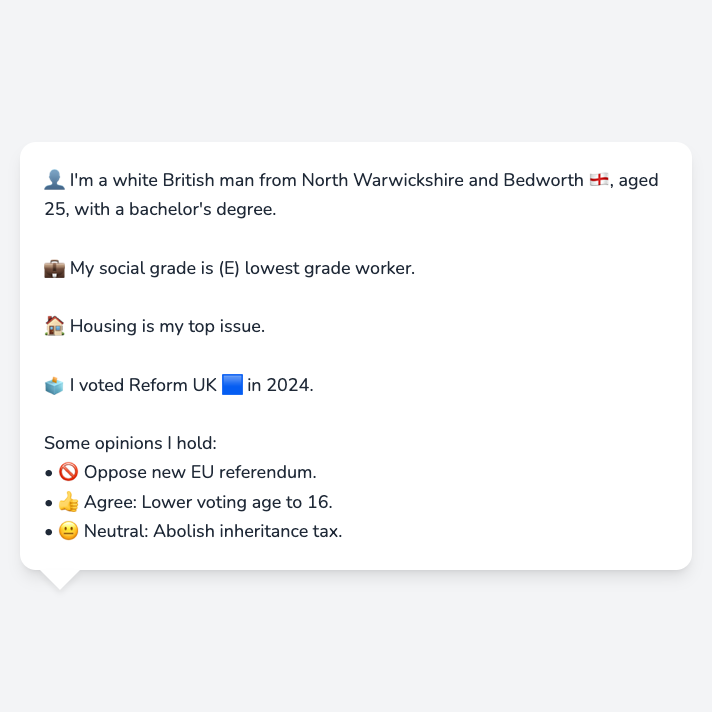 👤 I'm a white British man from North Warwickshire and Bedworth 🏴󠁧󠁢󠁥󠁮󠁧󠁿, aged
25, with a bachelor's degree.
💼 My social grade is (E) lowest grade worker.
🏠 Housing is my top issue.
🗳️ I voted Reform UK 🟦 in 2024.
Some opinions I hold:
• 🚫 Oppose new EU referendum.
• 👍 Agree: Lower voting age to 16.
• 😐 Neutral: Abolish inheritance tax.